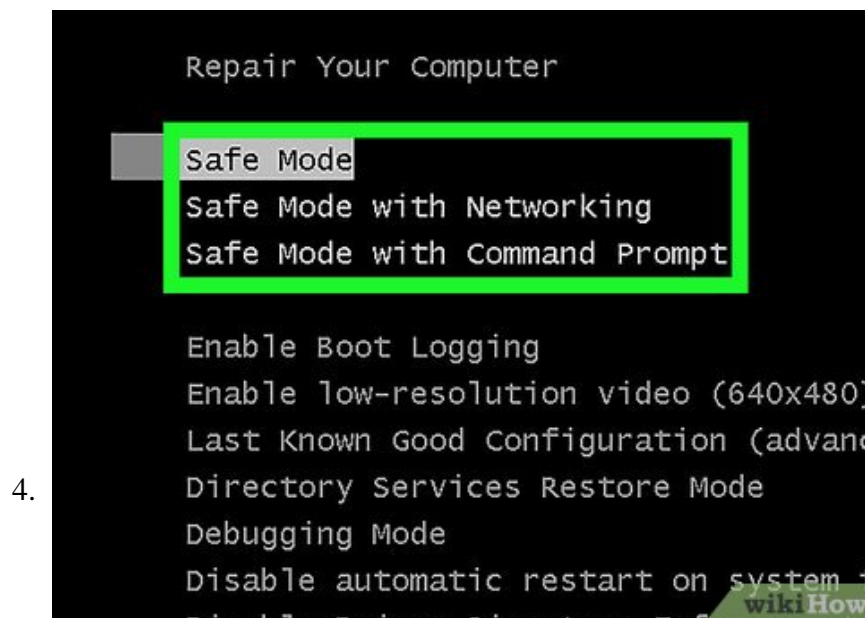 Repair Your Computer
Safe Mode
Safe Mode with Networking
Safe Mode with Command Prompt
Enable Boot Logging
Enable low-resolution video (640x480)
Last Known Good Configuration (advanc
4.
Directory Services Restore Mode
Debugging Mode
Disable automatic restart on system
wikiHow